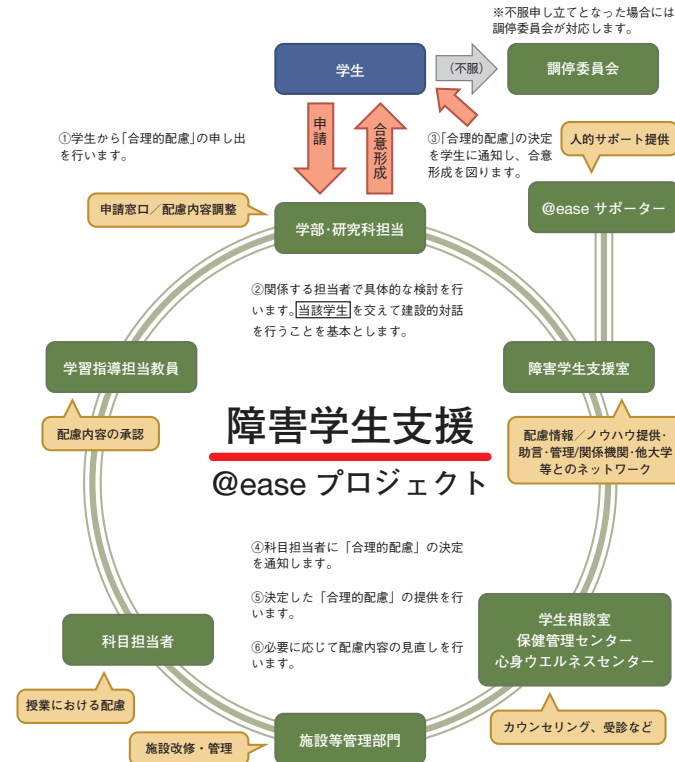 ※不服申し立てとなった場合には
調停委員会が対応します。
学生
(不服)
調停委員会
申請
合意形成
①学生から「合理的配慮」の申し出
を行います。
③「合理的配慮」の決定
を学生に通知し、合意
形成を図ります。
人的サポート提供
@ease サポーター
申請窓口／配慮内容調整
学部・研究科担当
②関係する担当者で具体的な検討を行
います。当該学生を交えて建設的対話
を行うことを基本とします。
学習指導担当教員
配慮内容の承認
障害学生支援室
配慮情報／ノウハウ提供・
助言・管理/関係機関・他大学
等とのネットワーク
障害学生支援
@ease プロジェクト
④科目担当者に「合理的配慮」の決定
を通知します。
⑤決定した「合理的配慮」の提供を行
います。
⑥必要に応じて配慮内容の見直しを行
います。
科目担当者
授業における配慮
学生相談室
保健管理センター
心身ウエルネスセンター
カウンセリング、受診など
施設等管理部門
施設改修・管理